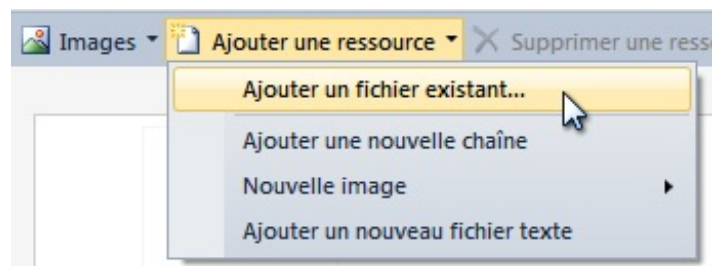 Images Ajouter une ressource Supprimer une
Ajouter un fichier existant...
Ajouter une nouvelle chaîne
Nouvelle image
Ajouter un nouveau fichier texte